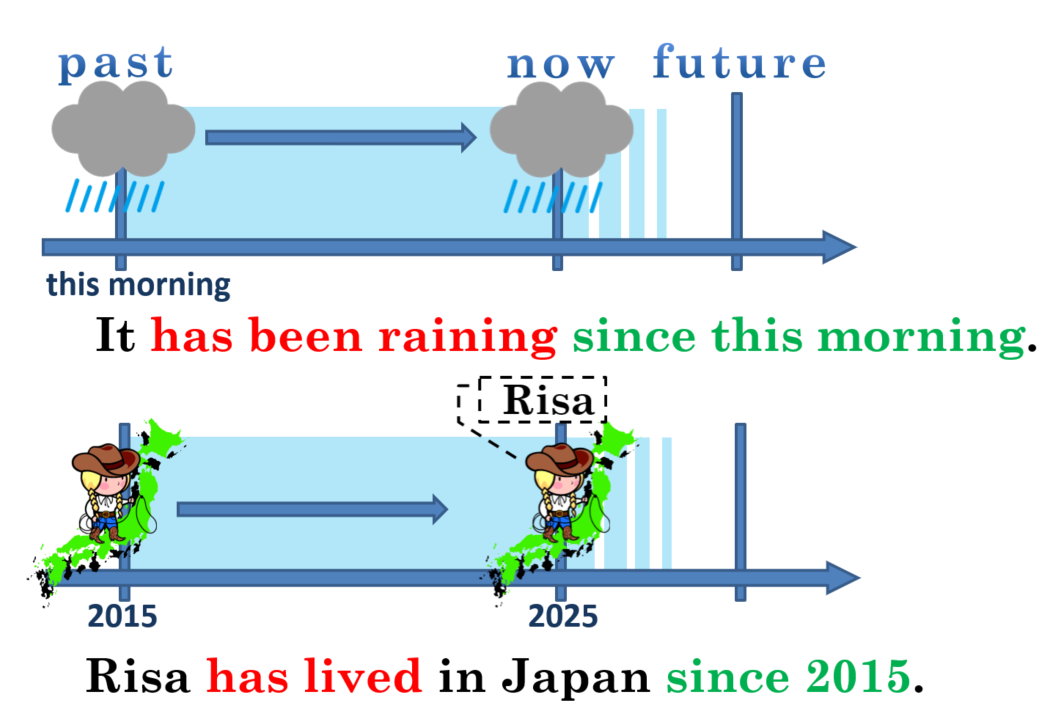 past now future
this morning
It has been raining since this morning.
Risa
2015 2025
Risa has lived in Japan since 2015.